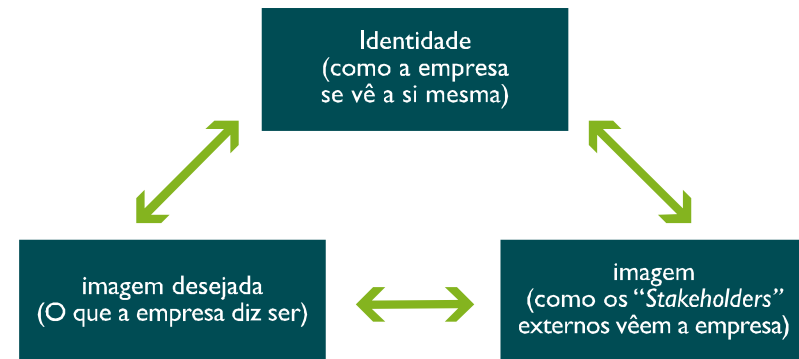 Identidade
(como a empresa
se vê a si mesma)
imagem desejada
(O que a empresa diz ser)
imagem
(como os “Stakeholders”
externos vêem a empresa)